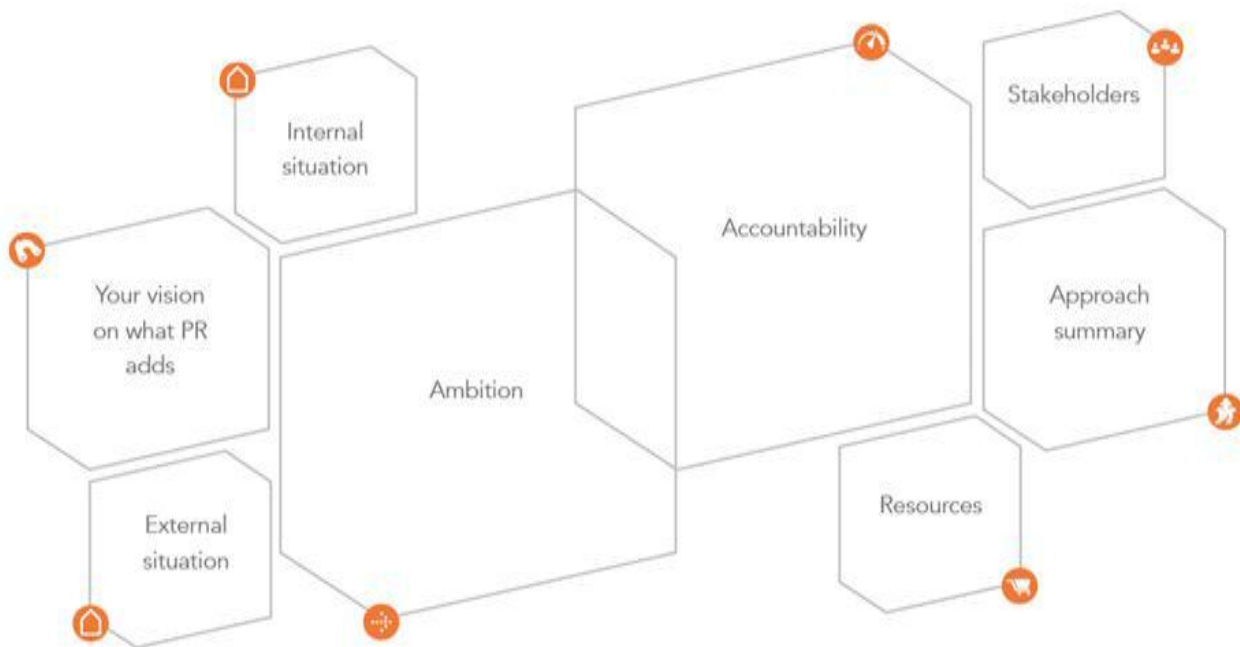 Internal
situation
Your vision
on what PR
adds
External
situation
Ambition
Accountability
Stakeholders
Approach
summary
Resources